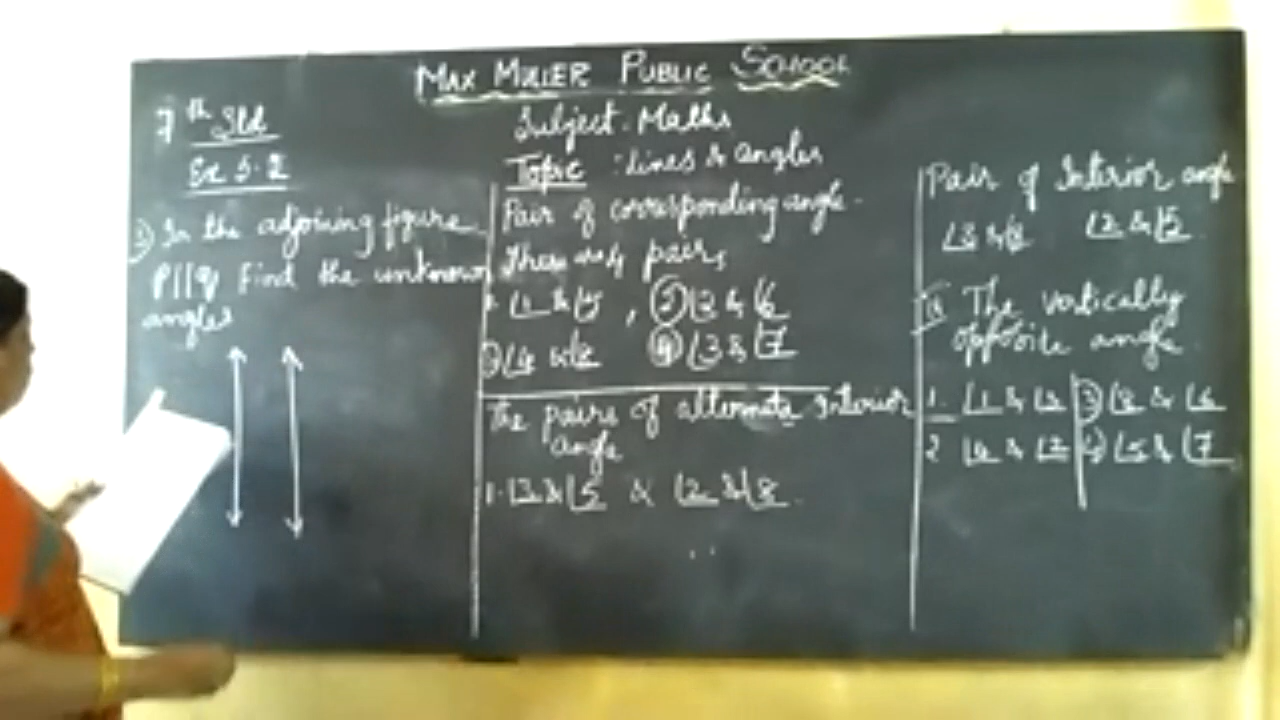 MAX MULLER PUBLIC SCHOOL
7th Std
Ex 5.2
Subject. Maths
Topic : Lines & angles
3) In the adjoining figure
P||q Find the unknown
angles
Pair of corresponding angle.
There are 4 pairs
1. ∠1 & ∠5 , ② ∠2 & ∠6
③ ∠4 & ∠8 ④ ∠3 & ∠7
The pairs of alternate Interior
angle
1. ∠3 & ∠5 & ∠2 & ∠8.
Pair of Interior angle
∠3 & ∠8 ∠2 & ∠5.
The vertically
opposite angle.
1. ∠1 & ∠3 3) ∠8 & ∠6
2 ∠4 & ∠2 4) ∠5 & ∠7